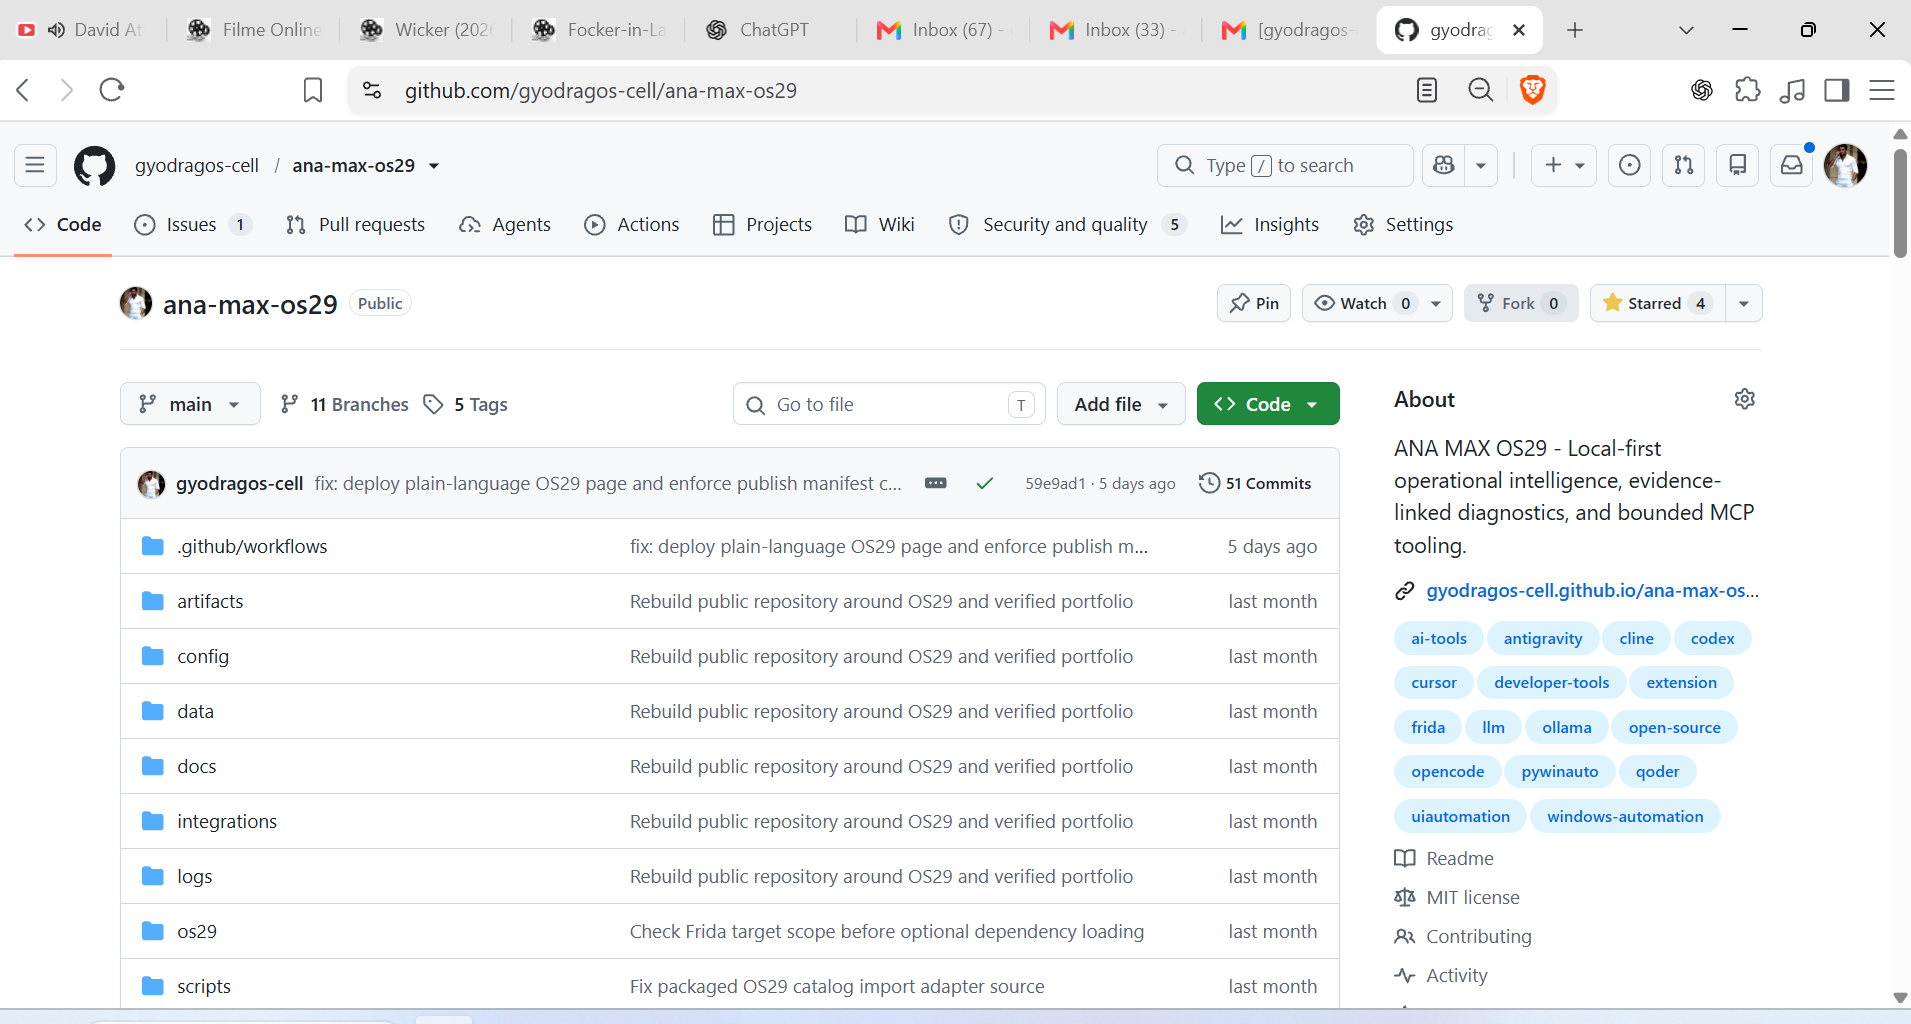 David At
Filme Online
Wicker (2026
Focker-in-La
ChatGPT
Inbox (67) -
Inbox (33) -
[gyodragos-
gyodrag
github.com/gyodragos-cell/ana-max-os29
gyodragos-cell / ana-max-os29
Type / to search
Code
Issues 1
Pull requests
Agents
Actions
Projects
Wiki
Security and quality 5
Insights
Settings
ana-max-os29 Public
Pin
Watch 0
Fork 0
Starred 4
main
11 Branches
5 Tags
Go to file T
Add file
Code
gyodragos-cell fix: deploy plain-language OS29 page and enforce publish manifest c... 59e9ad1 · 5 days ago 51 Commits
.github/workflows fix: deploy plain-language OS29 page and enforce publish m... 5 days ago
artifacts Rebuild public repository around OS29 and verified portfolio last month
config Rebuild public repository around OS29 and verified portfolio last month
data Rebuild public repository around OS29 and verified portfolio last month
docs Rebuild public repository around OS29 and verified portfolio last month
integrations Rebuild public repository around OS29 and verified portfolio last month
logs Rebuild public repository around OS29 and verified portfolio last month
os29 Check Frida target scope before optional dependency loading last month
scripts Fix packaged OS29 catalog import adapter source last month
About
ANA MAX OS29 - Local-first
operational intelligence, evidence-
linked diagnostics, and bounded MCP
tooling.
gyodragos-cell.github.io/ana-max-os...
ai-tools antigravity cline codex
cursor developer-tools extension
frida llm ollama open-source
opencode pywinauto qoder
uiautomation windows-automation
Readme
MIT license
Contributing
Activity